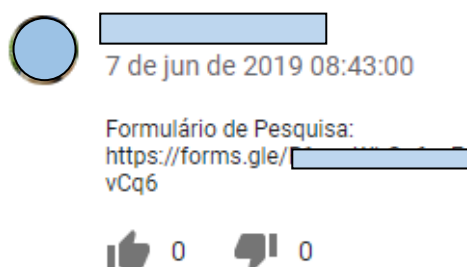 7 de jun de 2019 08:43:00
Formulário de Pesquisa:
https://forms.gle/
vCq6
0 0